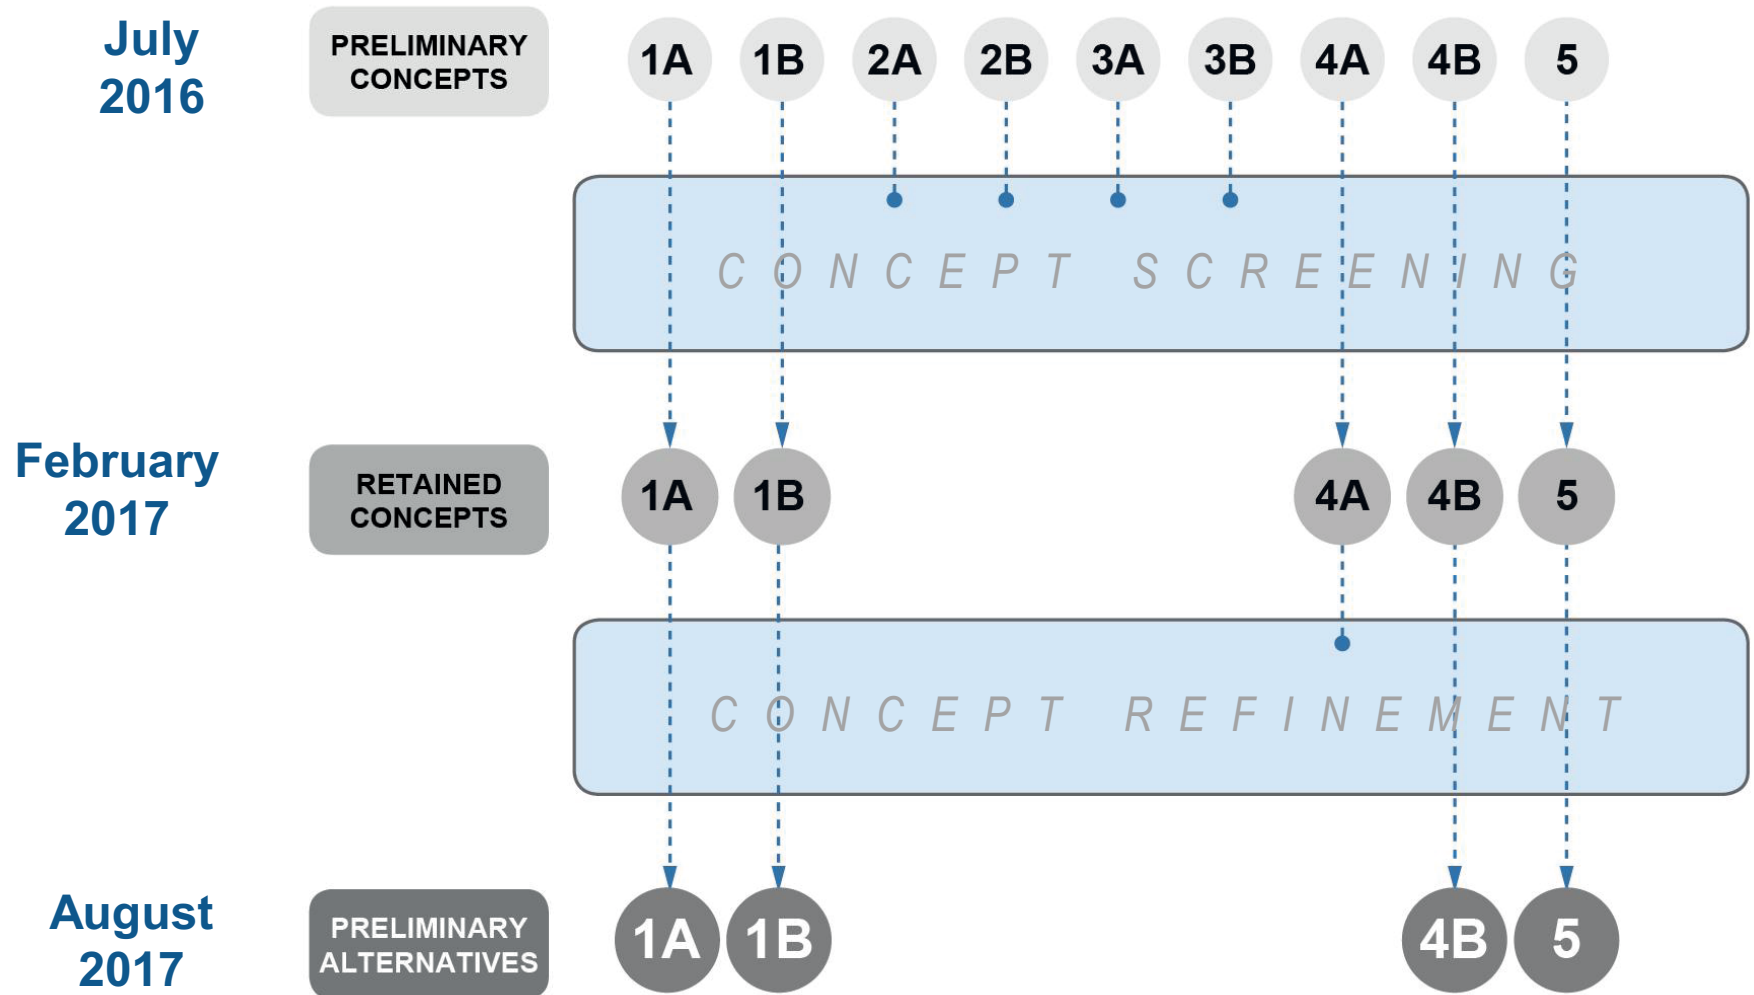 July
2016
PRELIMINARY
CONCEPTS
1A 1B 2A 2B 3A 3B 4A 4B 5
CONCEPT SCREENING
February
2017
RETAINED
CONCEPTS
1A 1B 4A 4B 5
CONCEPT REFINEMENT
August
2017
PRELIMINARY
ALTERNATIVES
1A 1B 4B 5